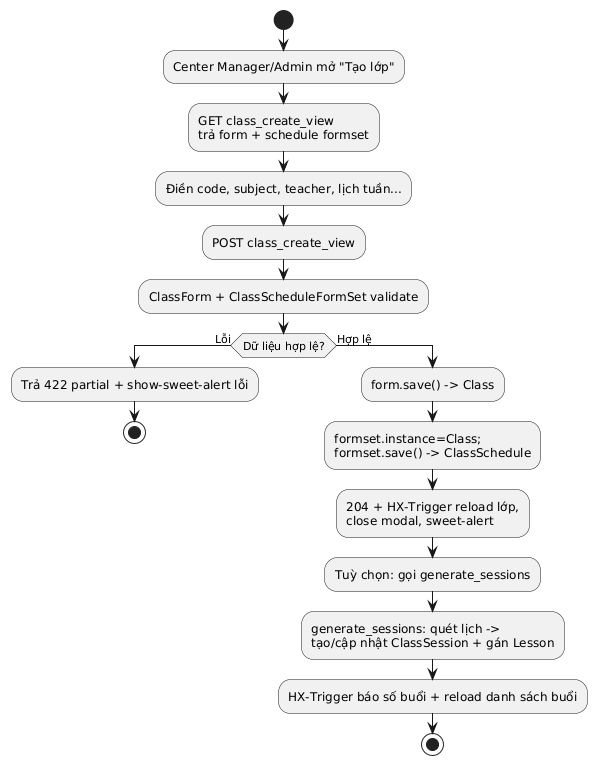 Center Manager/Admin mở "Tạo lớp"
GET class_create_view
trả form + schedule formset
Điền code, subject, teacher, lịch tuần...
POST class_create_view
ClassForm + ClassScheduleFormSet validate
Lỗi
Dữ liệu hợp lệ?
Hợp lệ
Trả 422 partial + show-sweet-alert lỗi
form.save() -> Class
formset.instance=Class;
formset.save() -> ClassSchedule
204 + HX-Trigger reload lớp,
close modal, sweet-alert
Tuỳ chọn: gọi generate_sessions
generate_sessions: quét lịch ->
tạo/cập nhật ClassSession + gán Lesson
HX-Trigger báo số buổi + reload danh sách buổi